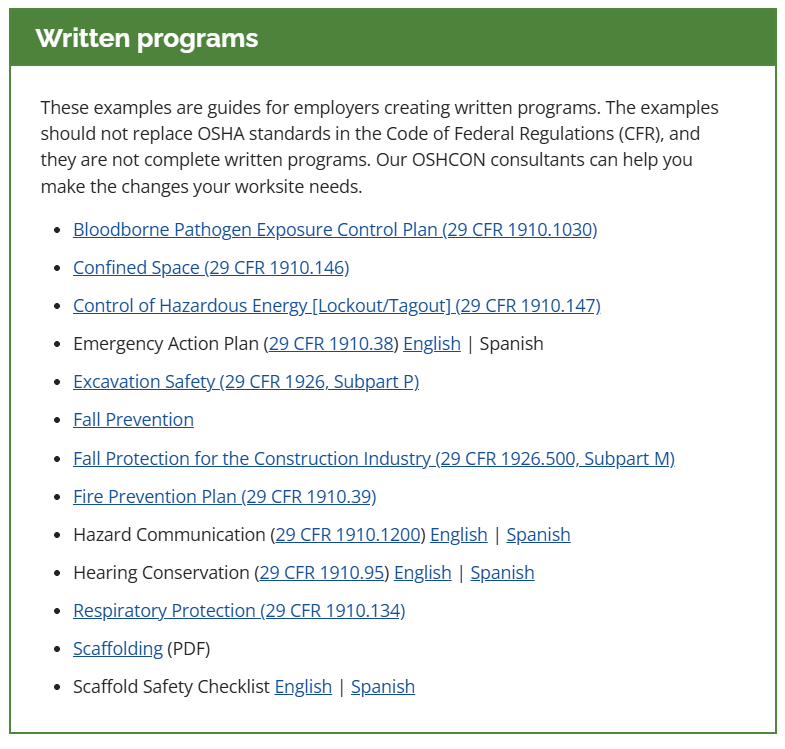 Written programs
These examples are guides for employers creating written programs. The examples
should not replace OSHA standards in the Code of Federal Regulations (CFR), and
they are not complete written programs. Our OSHCON consultants can help you
make the changes your worksite needs.
• Bloodborne Pathogen Exposure Control Plan (29 CFR 1910.1030)
• Confined Space (29 CFR 1910.146)
• Control of Hazardous Energy [Lockout/Tagout] (29 CFR 1910.147)
• Emergency Action Plan (29 CFR 1910.38) English | Spanish
• Excavation Safety (29 CFR 1926, Subpart P)
• Fall Prevention
• Fall Protection for the Construction Industry (29 CFR 1926.500, Subpart M)
• Fire Prevention Plan (29 CFR 1910.39)
• Hazard Communication (29 CFR 1910.1200) English | Spanish
• Hearing Conservation (29 CFR 1910.95) English | Spanish
• Respiratory Protection (29 CFR 1910.134)
• Scaffolding (PDF)
• Scaffold Safety Checklist English | Spanish